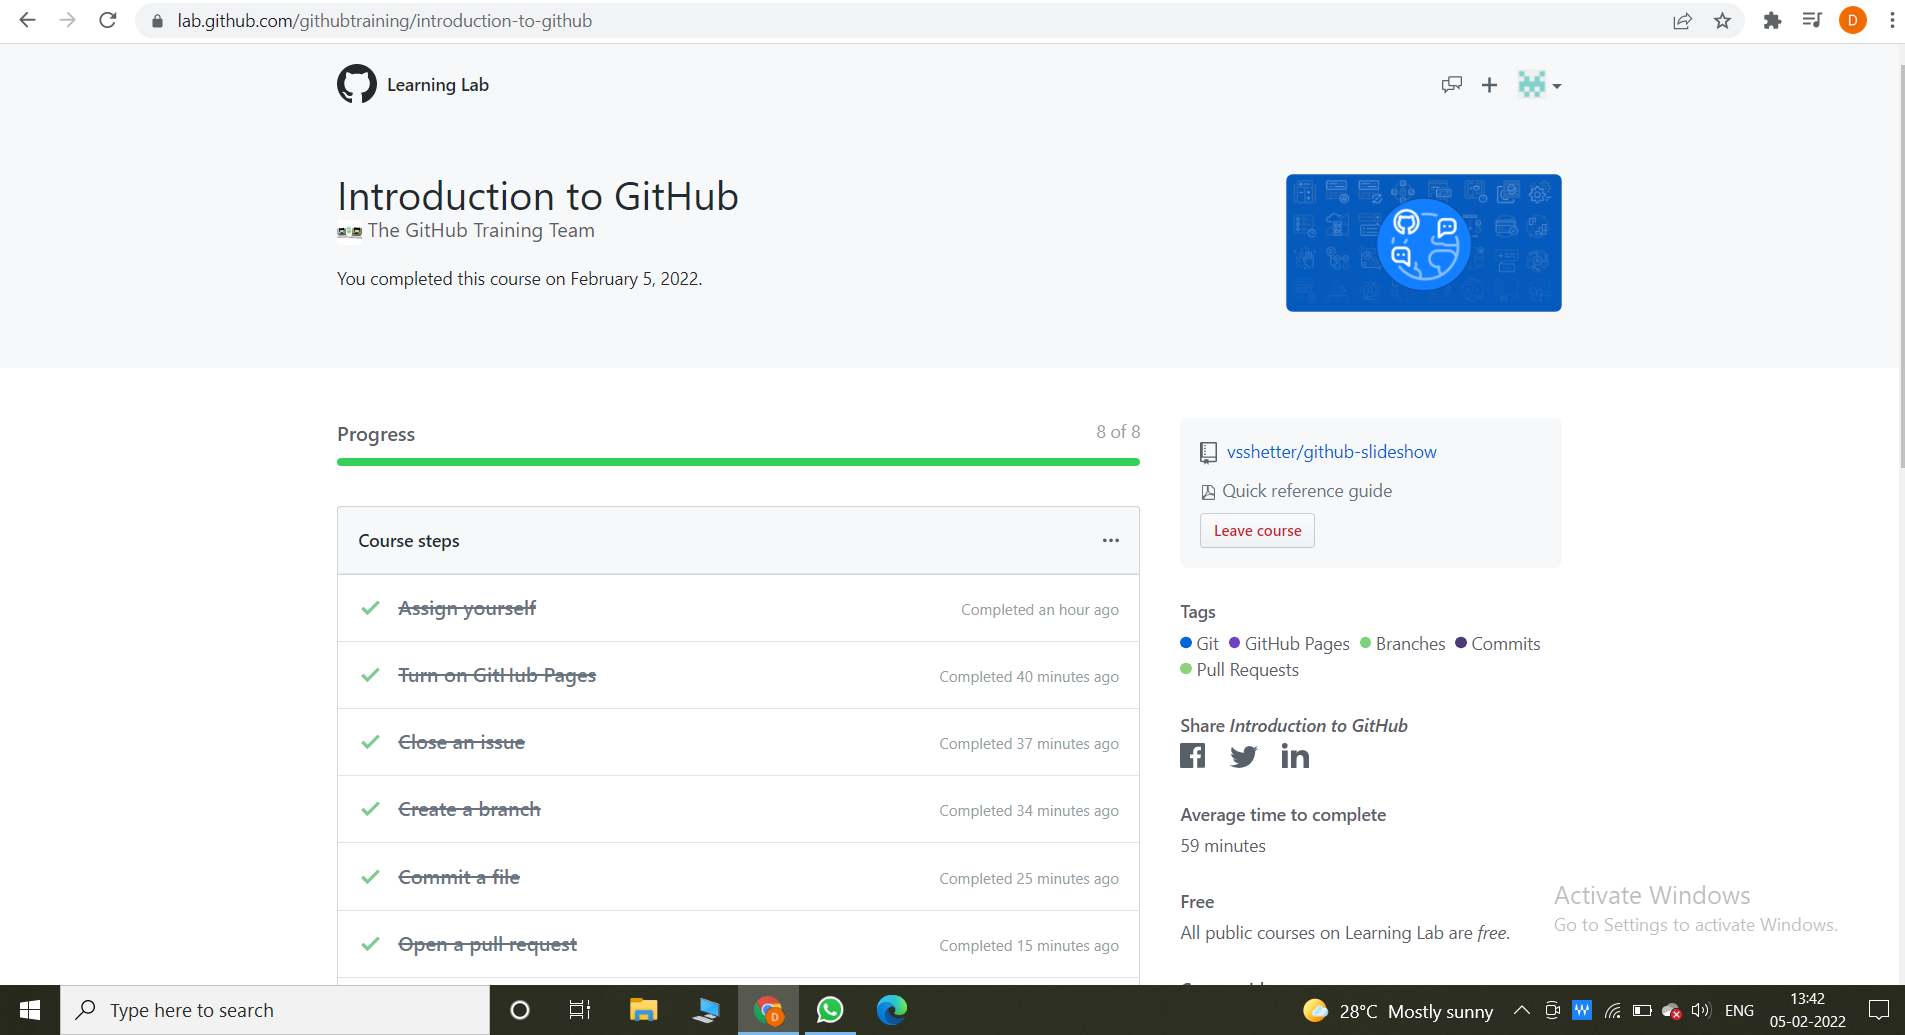 lab.github.com/githubtraining/introduction-to-github
D
Learning Lab
Introduction to GitHub
The GitHub Training Team
You completed this course on February 5, 2022.
Progress
8 of 8
Course steps
Assign yourself
Completed an hour ago
Turn on GitHub Pages
Completed 40 minutes ago
Close an issue
Completed 37 minutes ago
Create a branch
Completed 34 minutes ago
Commit a file
Completed 25 minutes ago
Open a pull request
Completed 15 minutes ago
vsshetter/github-slideshow
Quick reference guide
Leave course
Tags
Git GitHub Pages Branches Commits
Pull Requests
Share Introduction to GitHub
Average time to complete
59 minutes
Free
All public courses on Learning Lab are free.
Activate Windows
Go to Settings to activate Windows.
Type here to search
D
28°C Mostly sunny
W
ENG
13:42
05-02-2022